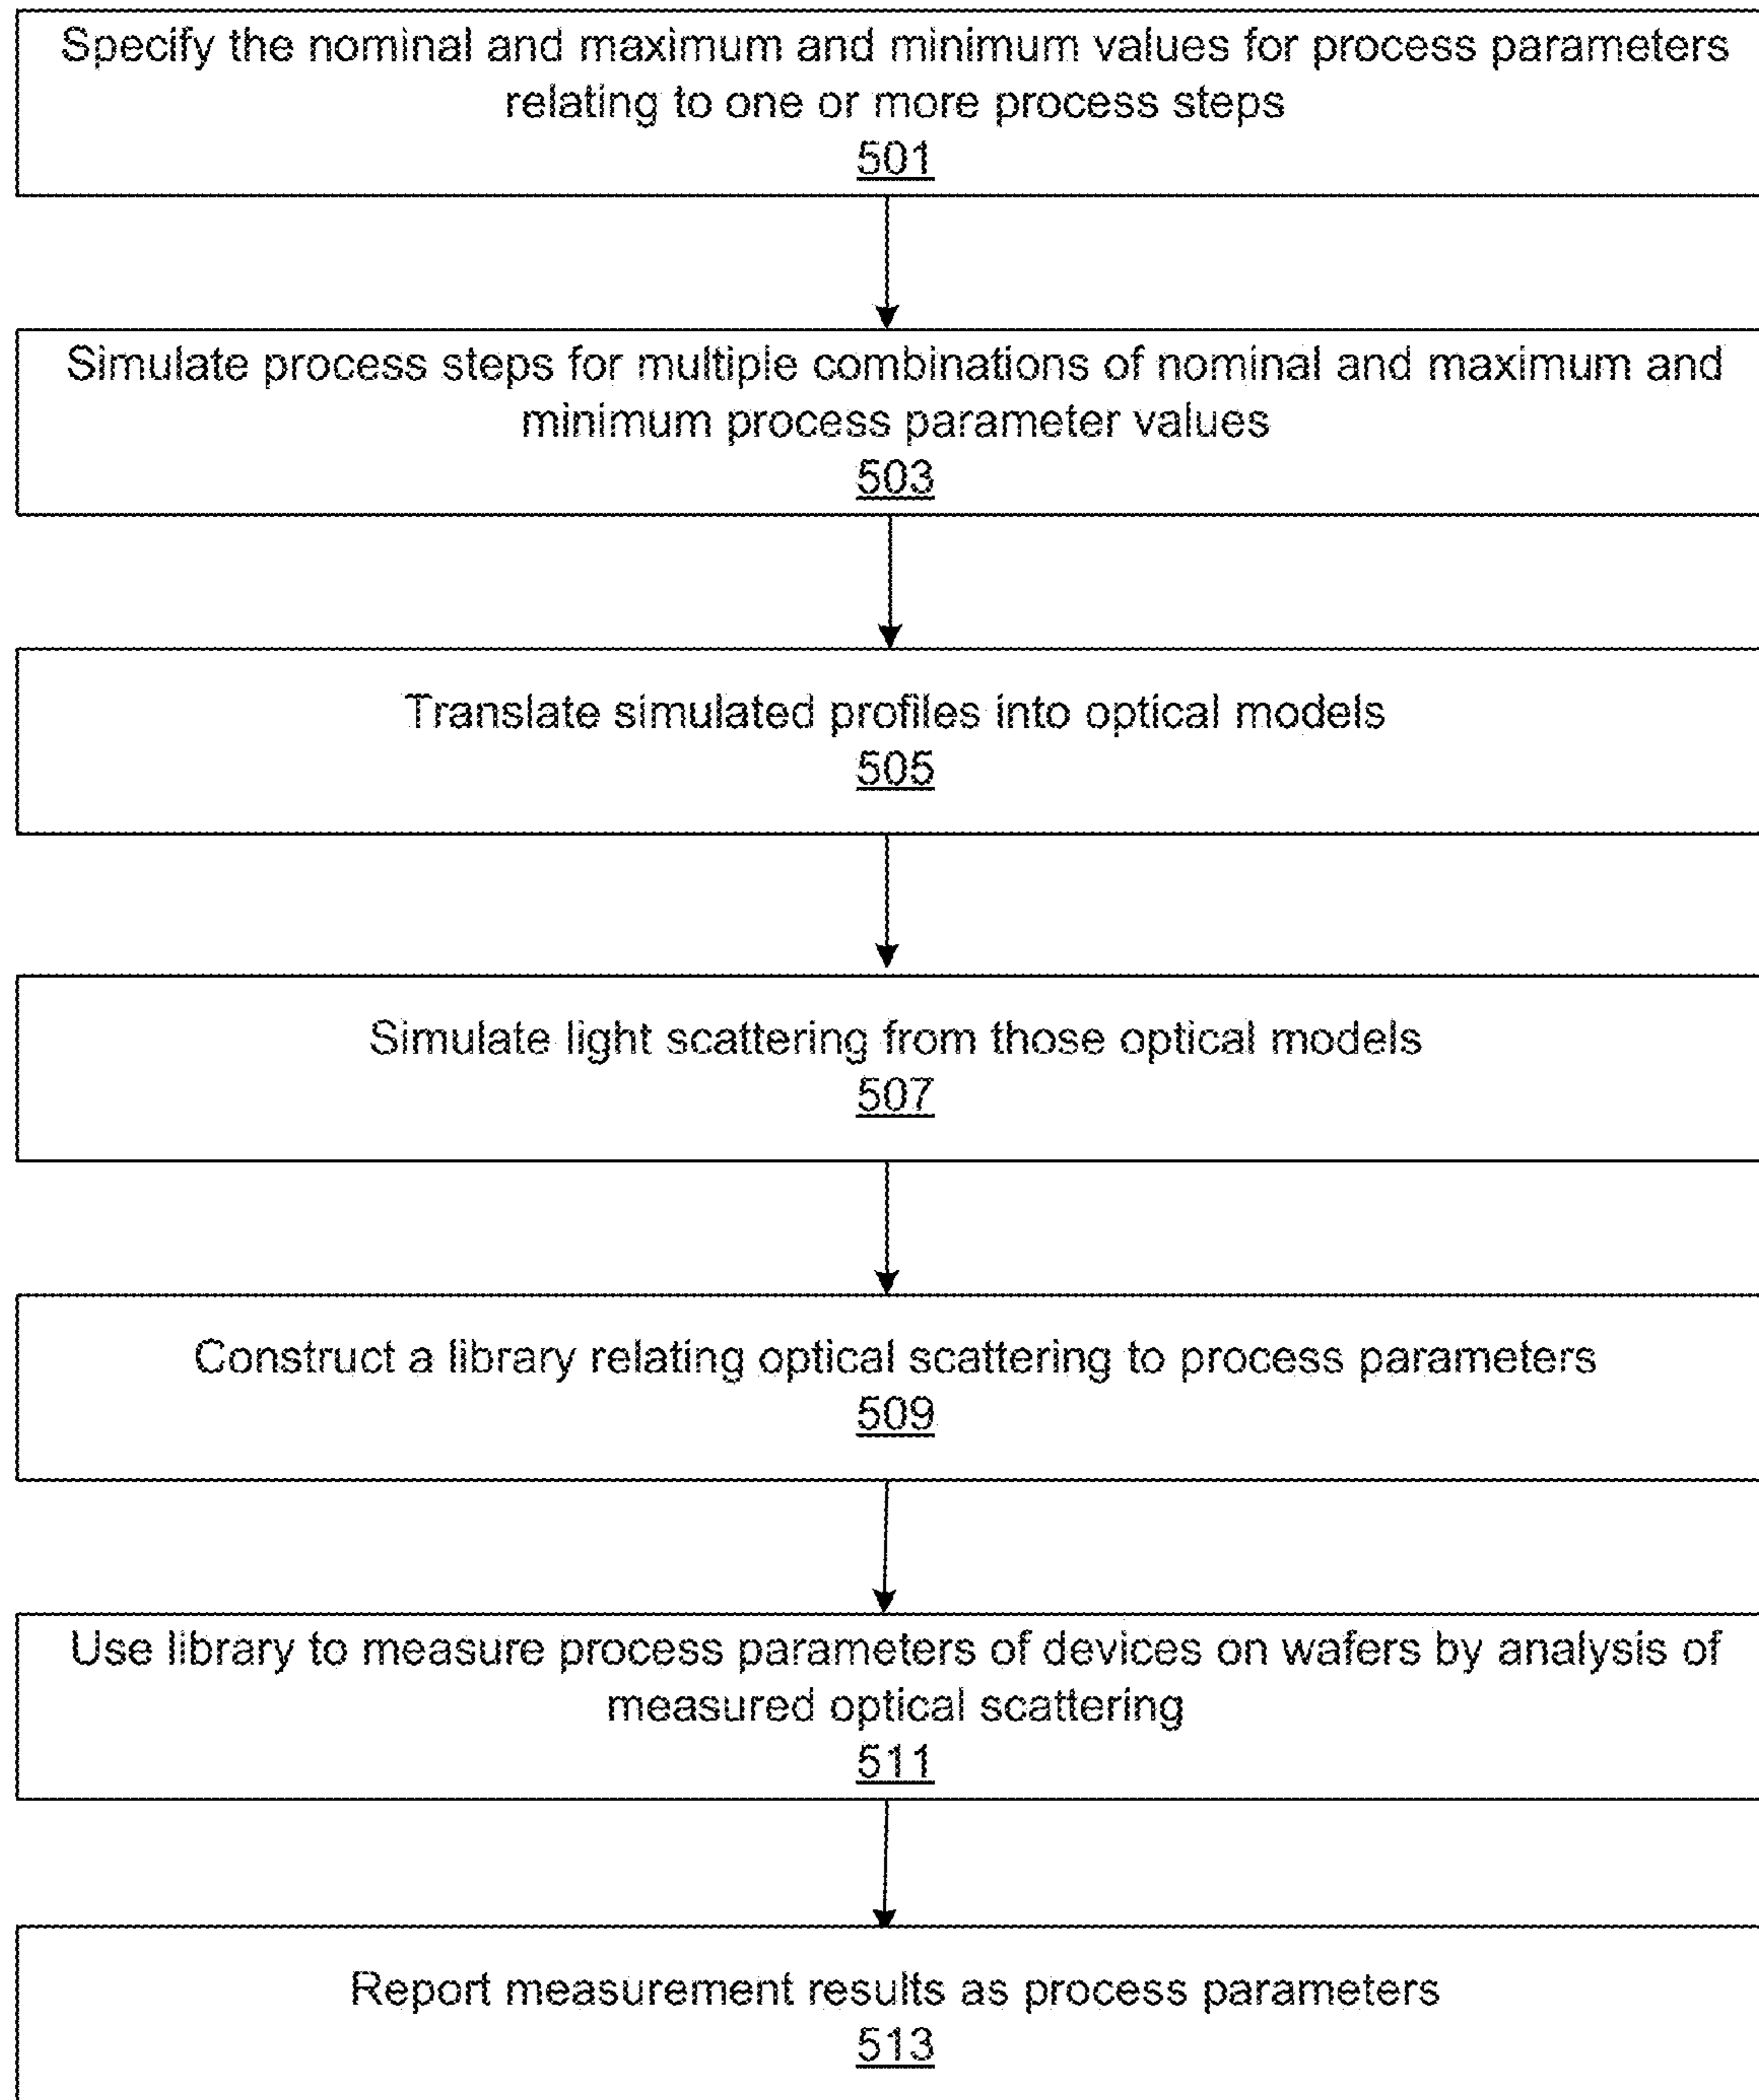 Specify the nominal and maximum and minimum values for process parameters
relating to one or more process steps
501
Simulate process steps for multiple combinations of nominal and maximum and
minimum process parameter values
503
Translate simulated profiles into optical models
505
Simulate light scattering from those optical models
507
Construct a library relating optical scattering to process parameters
509
Use library to measure process parameters of devices on wafers by analysis of
measured optical scattering
511
Report measurement results as process parameters
513